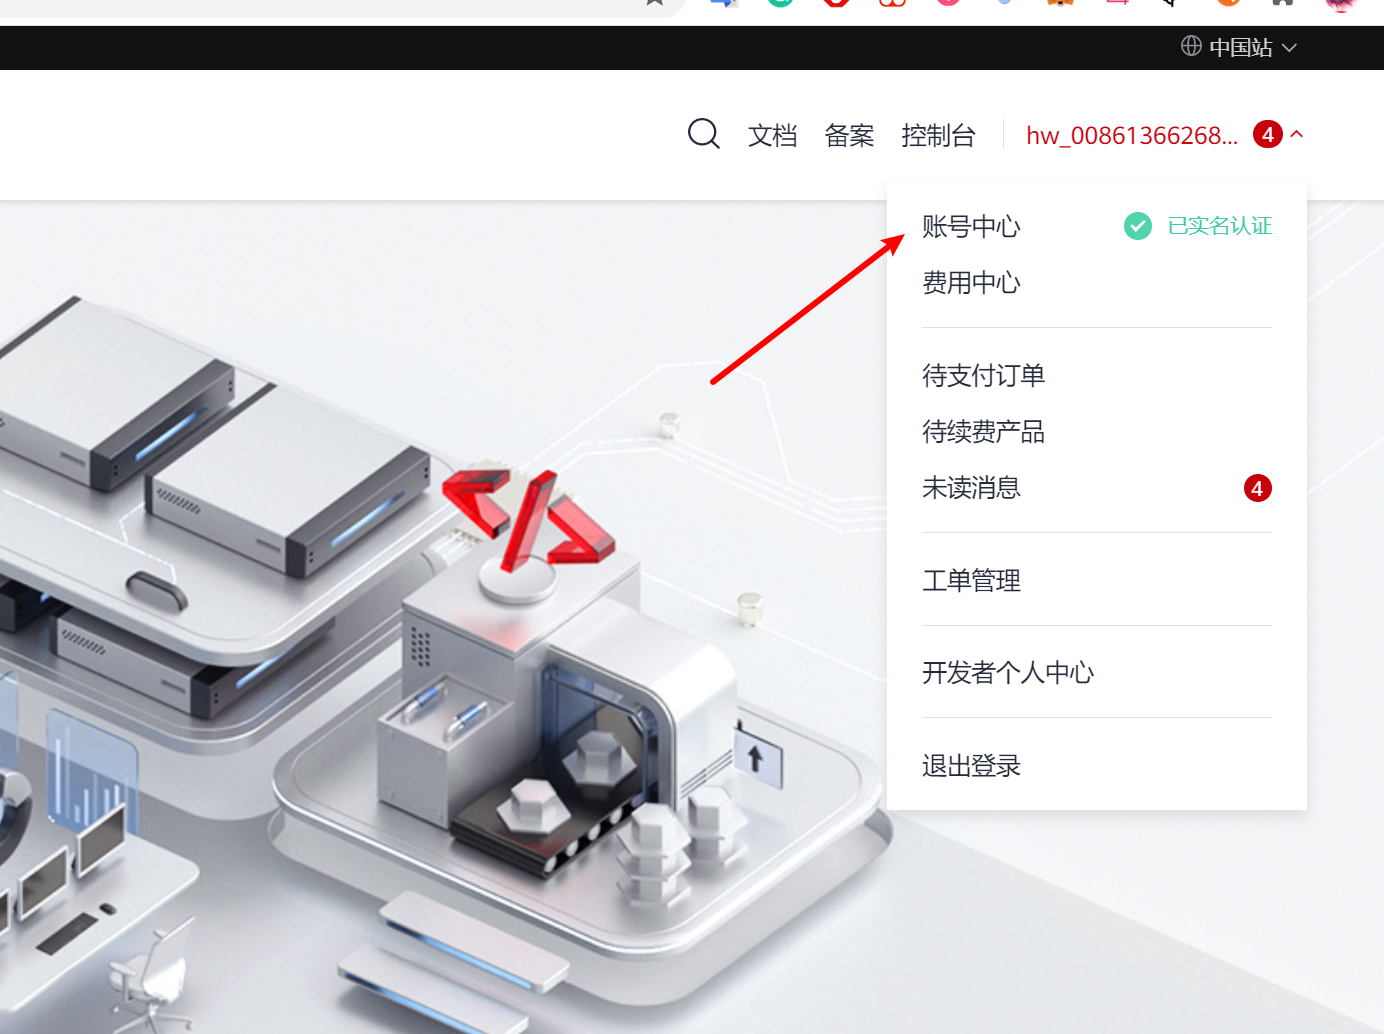 中国站
文档 备案 控制台 hw_00861366268... 4
账号中心 已实名认证
费用中心
待支付订单
待续费产品
未读消息 4
工单管理
开发者个人中心
退出登录